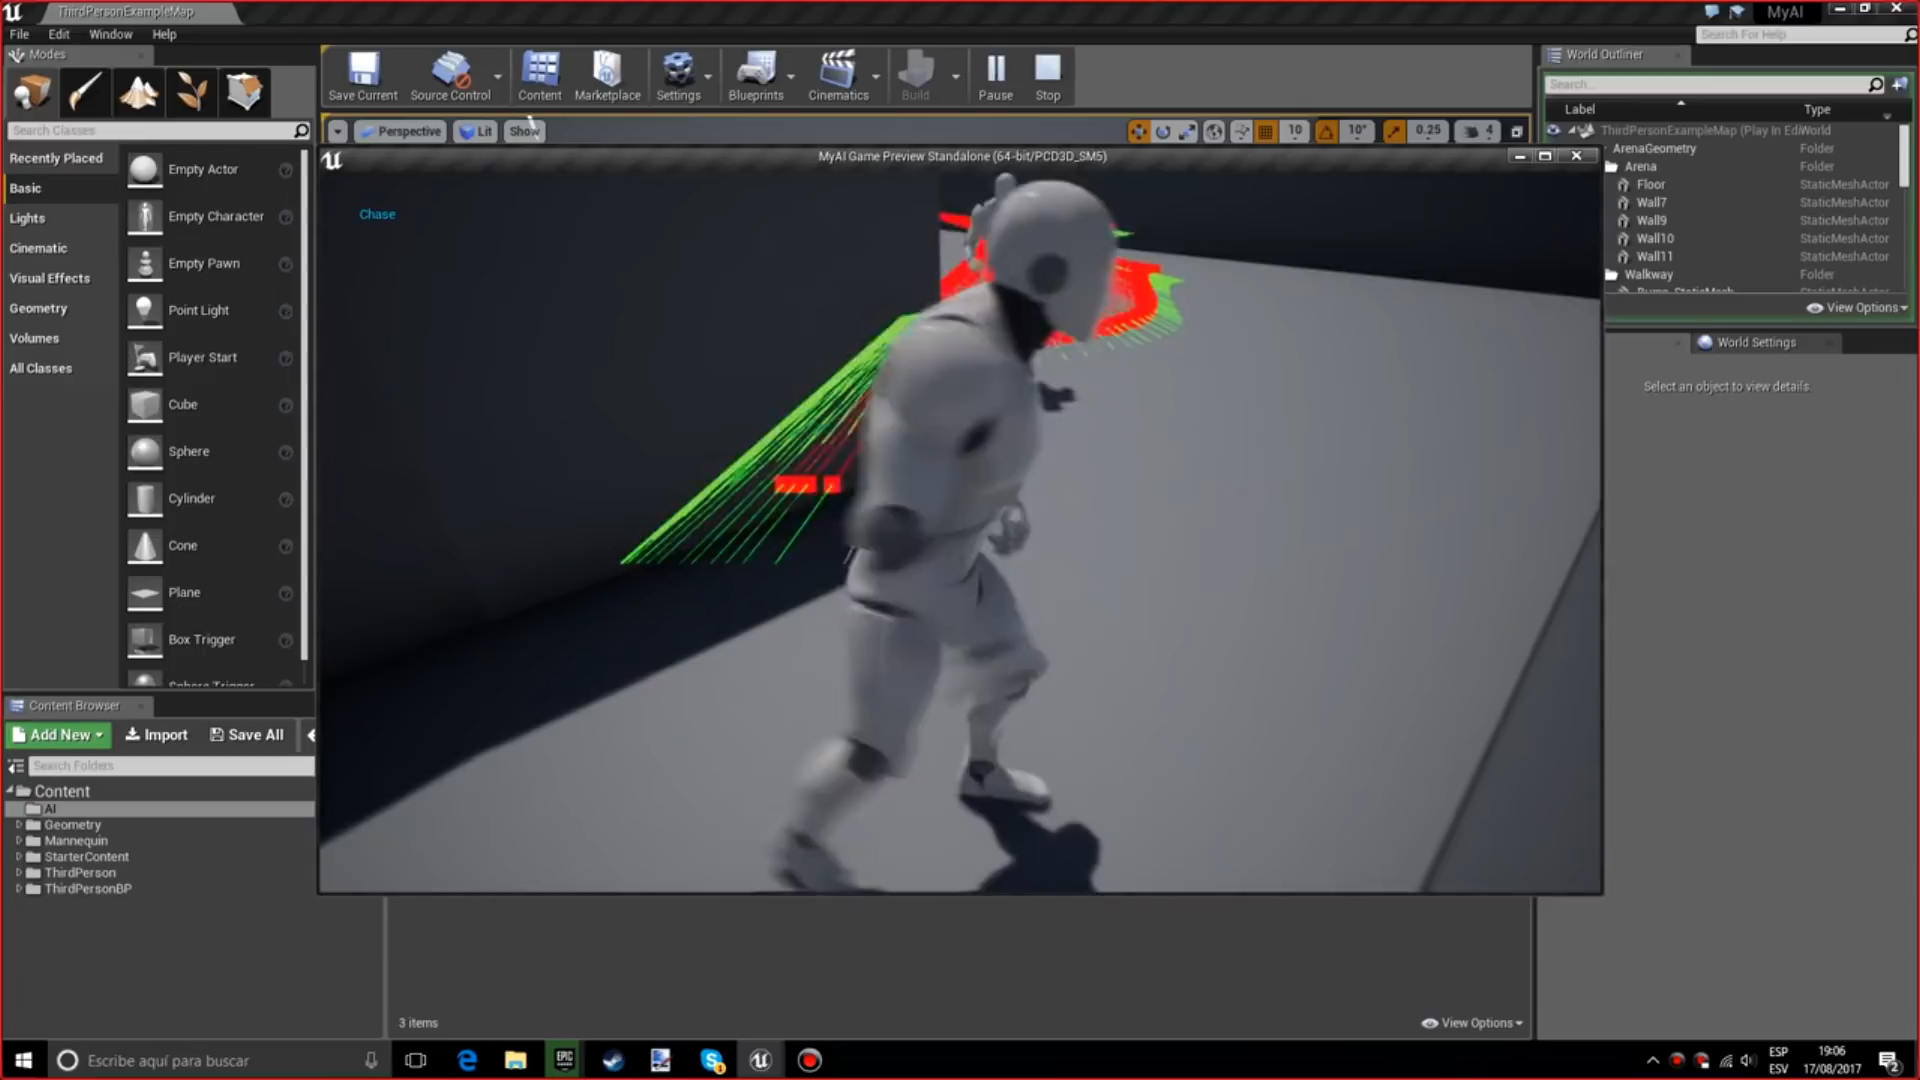 ThirdPersonExampleMap
MyAI
File Edit Window Help
Search For Help
Modes
Save Current
Source Control
Content
Marketplace
Settings
Blueprints
Cinematics
Build
Pause
Stop
World Outliner
Search...
Label Type
ThirdPersonExampleMap (Play In Edi World
ArenaGeometry Folder
Arena Folder
Floor StaticMeshActor
Wall7 StaticMeshActor
Wall9 StaticMeshActor
Wall10 StaticMeshActor
Wall11 StaticMeshActor
Walkway Folder
View Options
World Settings
Select an object to view details.
Search Classes
Recently Placed
Basic
Lights
Cinematic
Visual Effects
Geometry
Volumes
All Classes
Empty Actor
Empty Character
Empty Pawn
Point Light
Player Start
Cube
Sphere
Cylinder
Cone
Plane
Box Trigger
Perspective
Lit
Show
10
10°
0.25
4
MyAI Game Preview Standalone (64-bit/PCD3D_SM5)
Chase
Content Browser
Add New
Import
Save All
Search Folders
Content
AI
Geometry
Mannequin
StarterContent
ThirdPerson
ThirdPersonBP
3 items
View Options
Escribe aquí para buscar
EPIC
ESP
ESV
19:06
17/08/2017
2